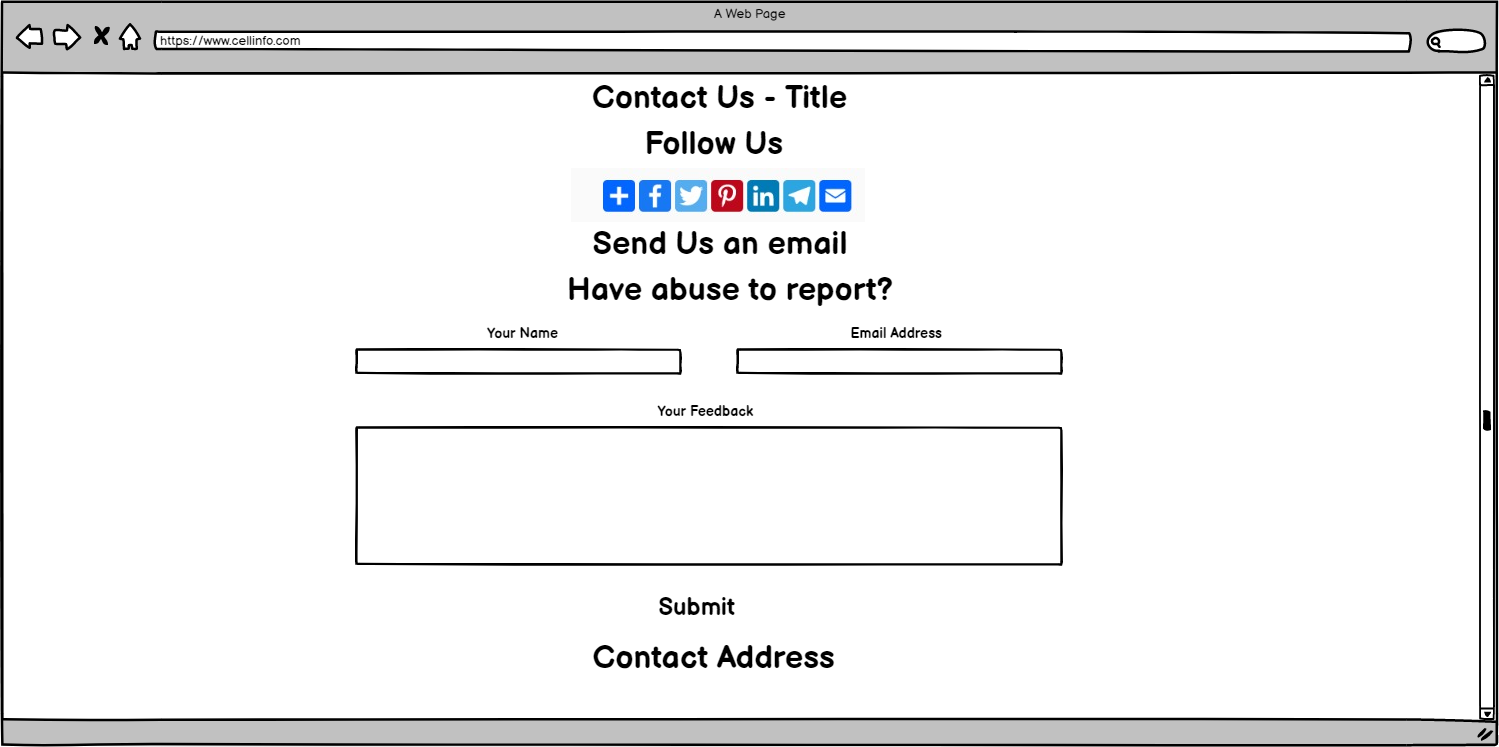 A Web Page
https://www.cellinfo.com
Contact Us - Title
Follow Us
Send Us an email
Have abuse to report?
Your Name Email Address
Your Feedback
Submit
Contact Address